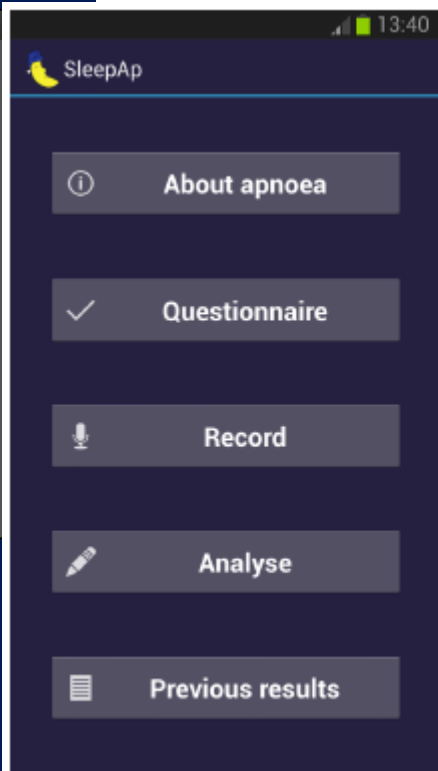 13:40
SleepAp
About apnoea
Questionnaire
Record
Analyse
Previous results